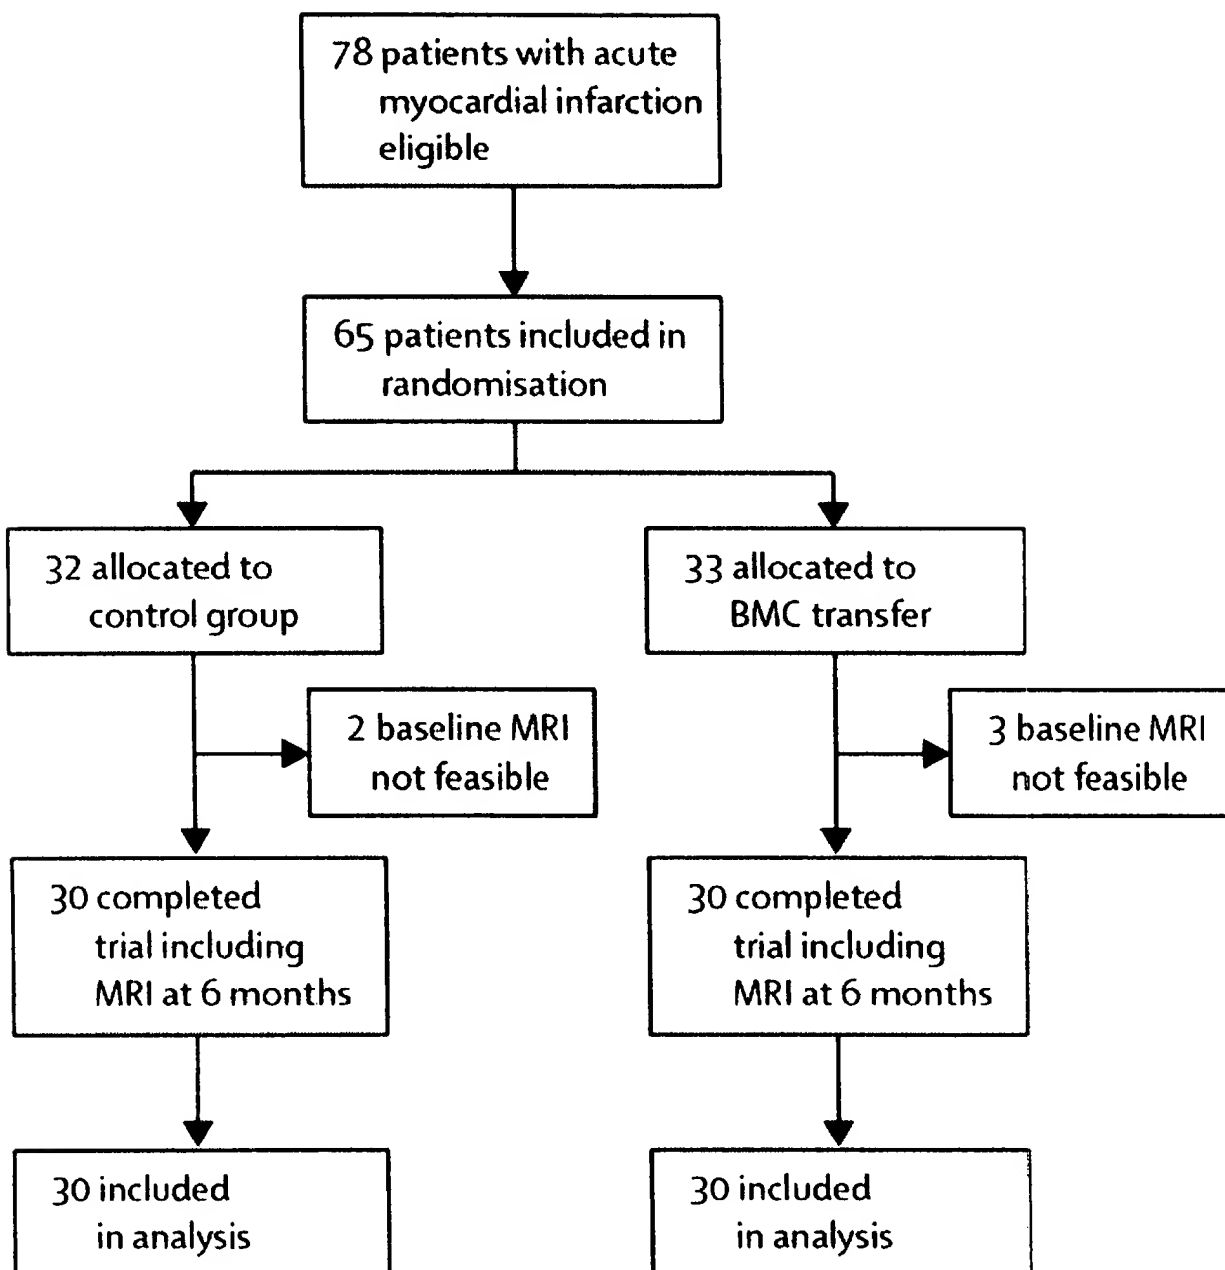 78 patients with acute
myocardial infarction
eligible
65 patients included in
randomisation
32 allocated to
control group
33 allocated to
BMC transfer
2 baseline MRI
not feasible
3 baseline MRI
not feasible
30 completed
trial including
MRI at 6 months
30 completed
trial including
MRI at 6 months
30 included
in analysis
30 included
in analysis